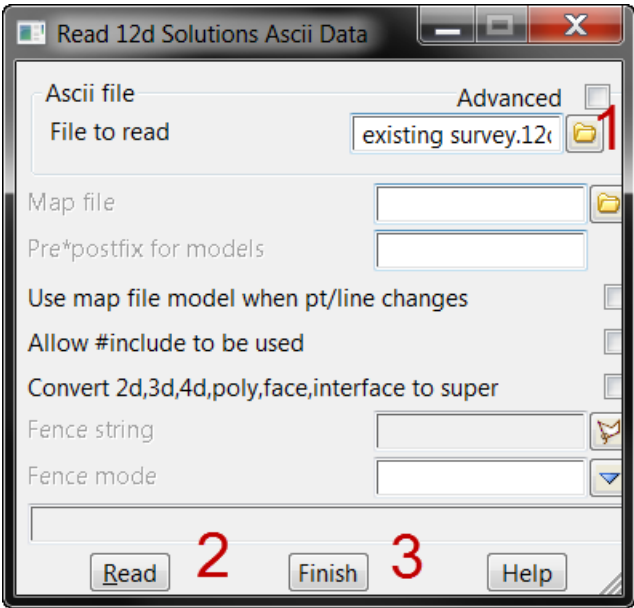 Read 12d Solutions Ascii Data
X
Ascii file
Advanced
1
File to read
existing survey.12
Map file
Pre*postfix for models
Use map file model when pt/line changes
Allow #include to be used
Convert 2d,3d,4d,poly,face,interface to super
Fence string
Fence mode
Read 2 Finish 3 Help